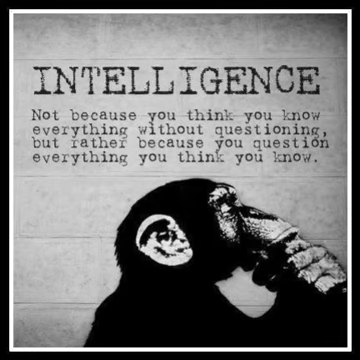 INTELLIGENCE
Not because you think you know
everything without questioning,
but rather because you question
everything you think you know.